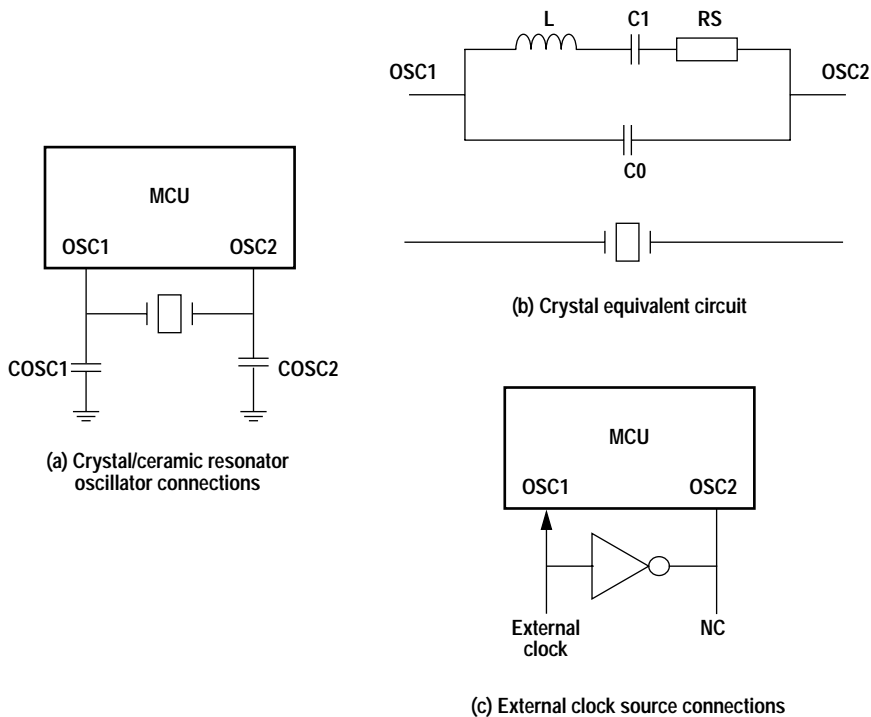 MCU
OSC1 OSC2
COSC1 COSC2
(a) Crystal/ceramic resonator
oscillator connections
L C1 RS
OSC1 OSC2
C0
(b) Crystal equivalent circuit
MCU
OSC1 OSC2
External NC
clock
(c) External clock source connections